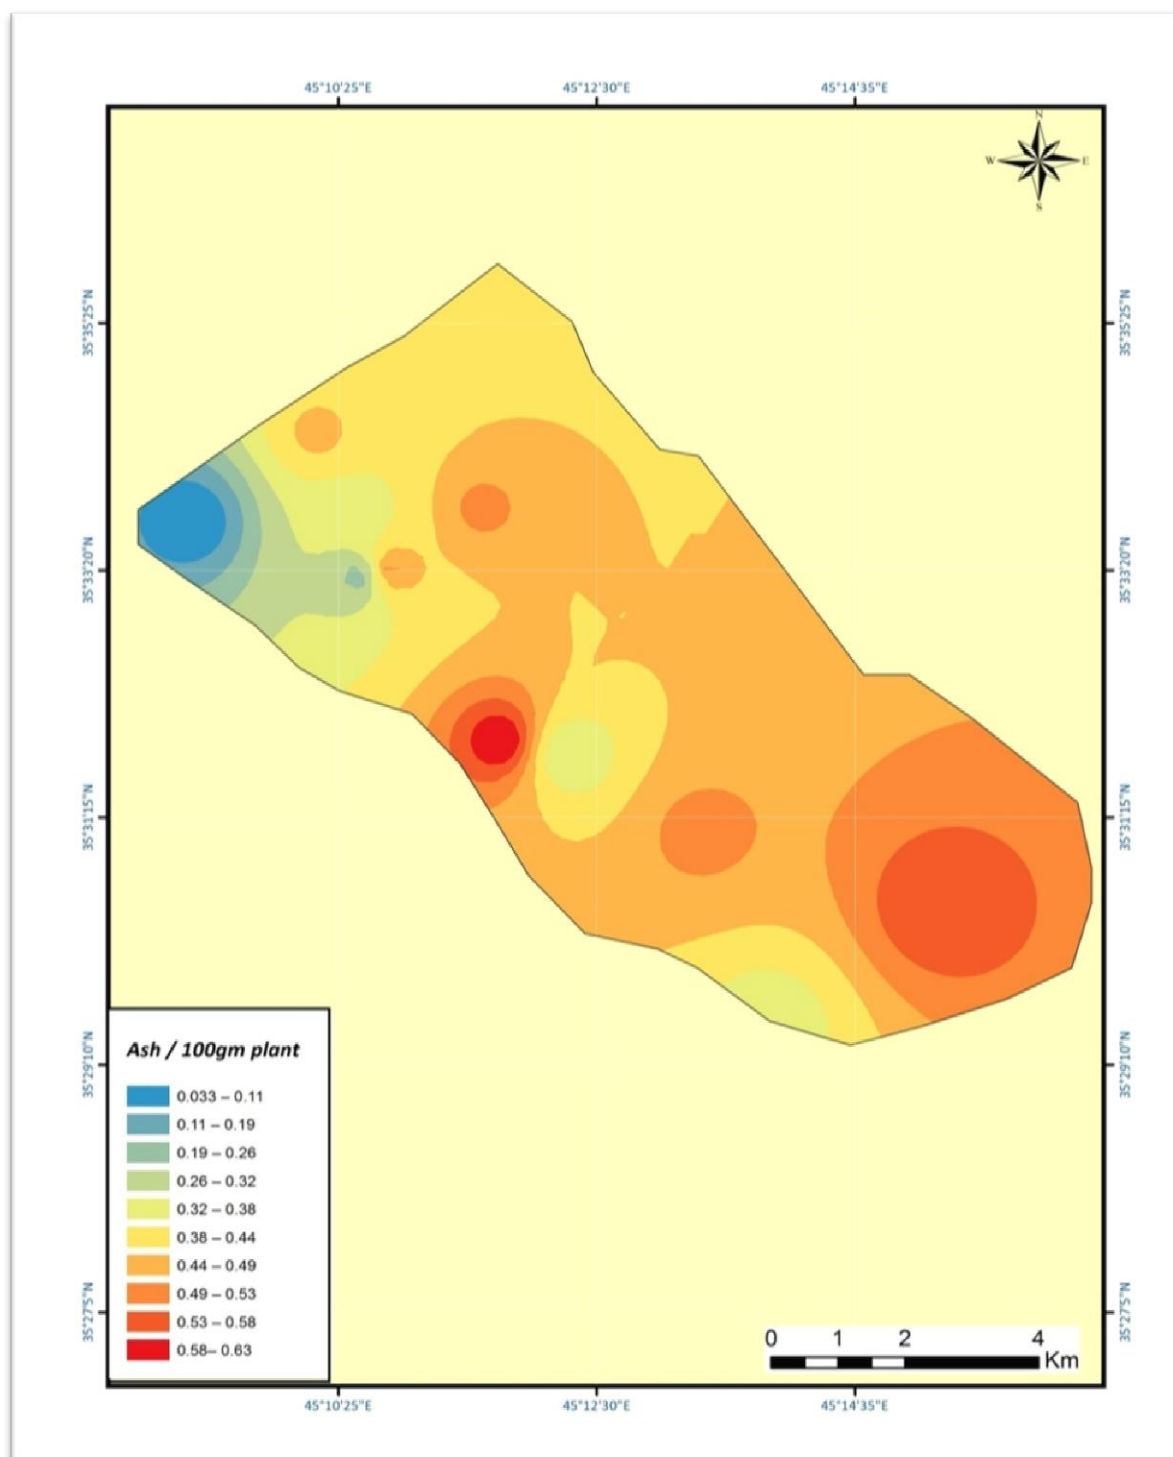 45°10'25"E 45°12'30"E 45°14'35"E
N
W E
S
35°35'25"N 35°35'25"N
35°33'20"N 35°33'20"N
35°31'15"N 35°31'15"N
35°29'10"N 35°29'10"N
Ash / 100gm plant
0.033 – 0.11
0.11 – 0.19
0.19 – 0.26
0.26 – 0.32
0.32 – 0.38
0.38 – 0.44
0.44 – 0.49
0.49 – 0.53
0.53 – 0.58
0.58– 0.63
35°27'5"N 35°27'5"N
0 1 2 4
Km
45°10'25"E 45°12'30"E 45°14'35"E